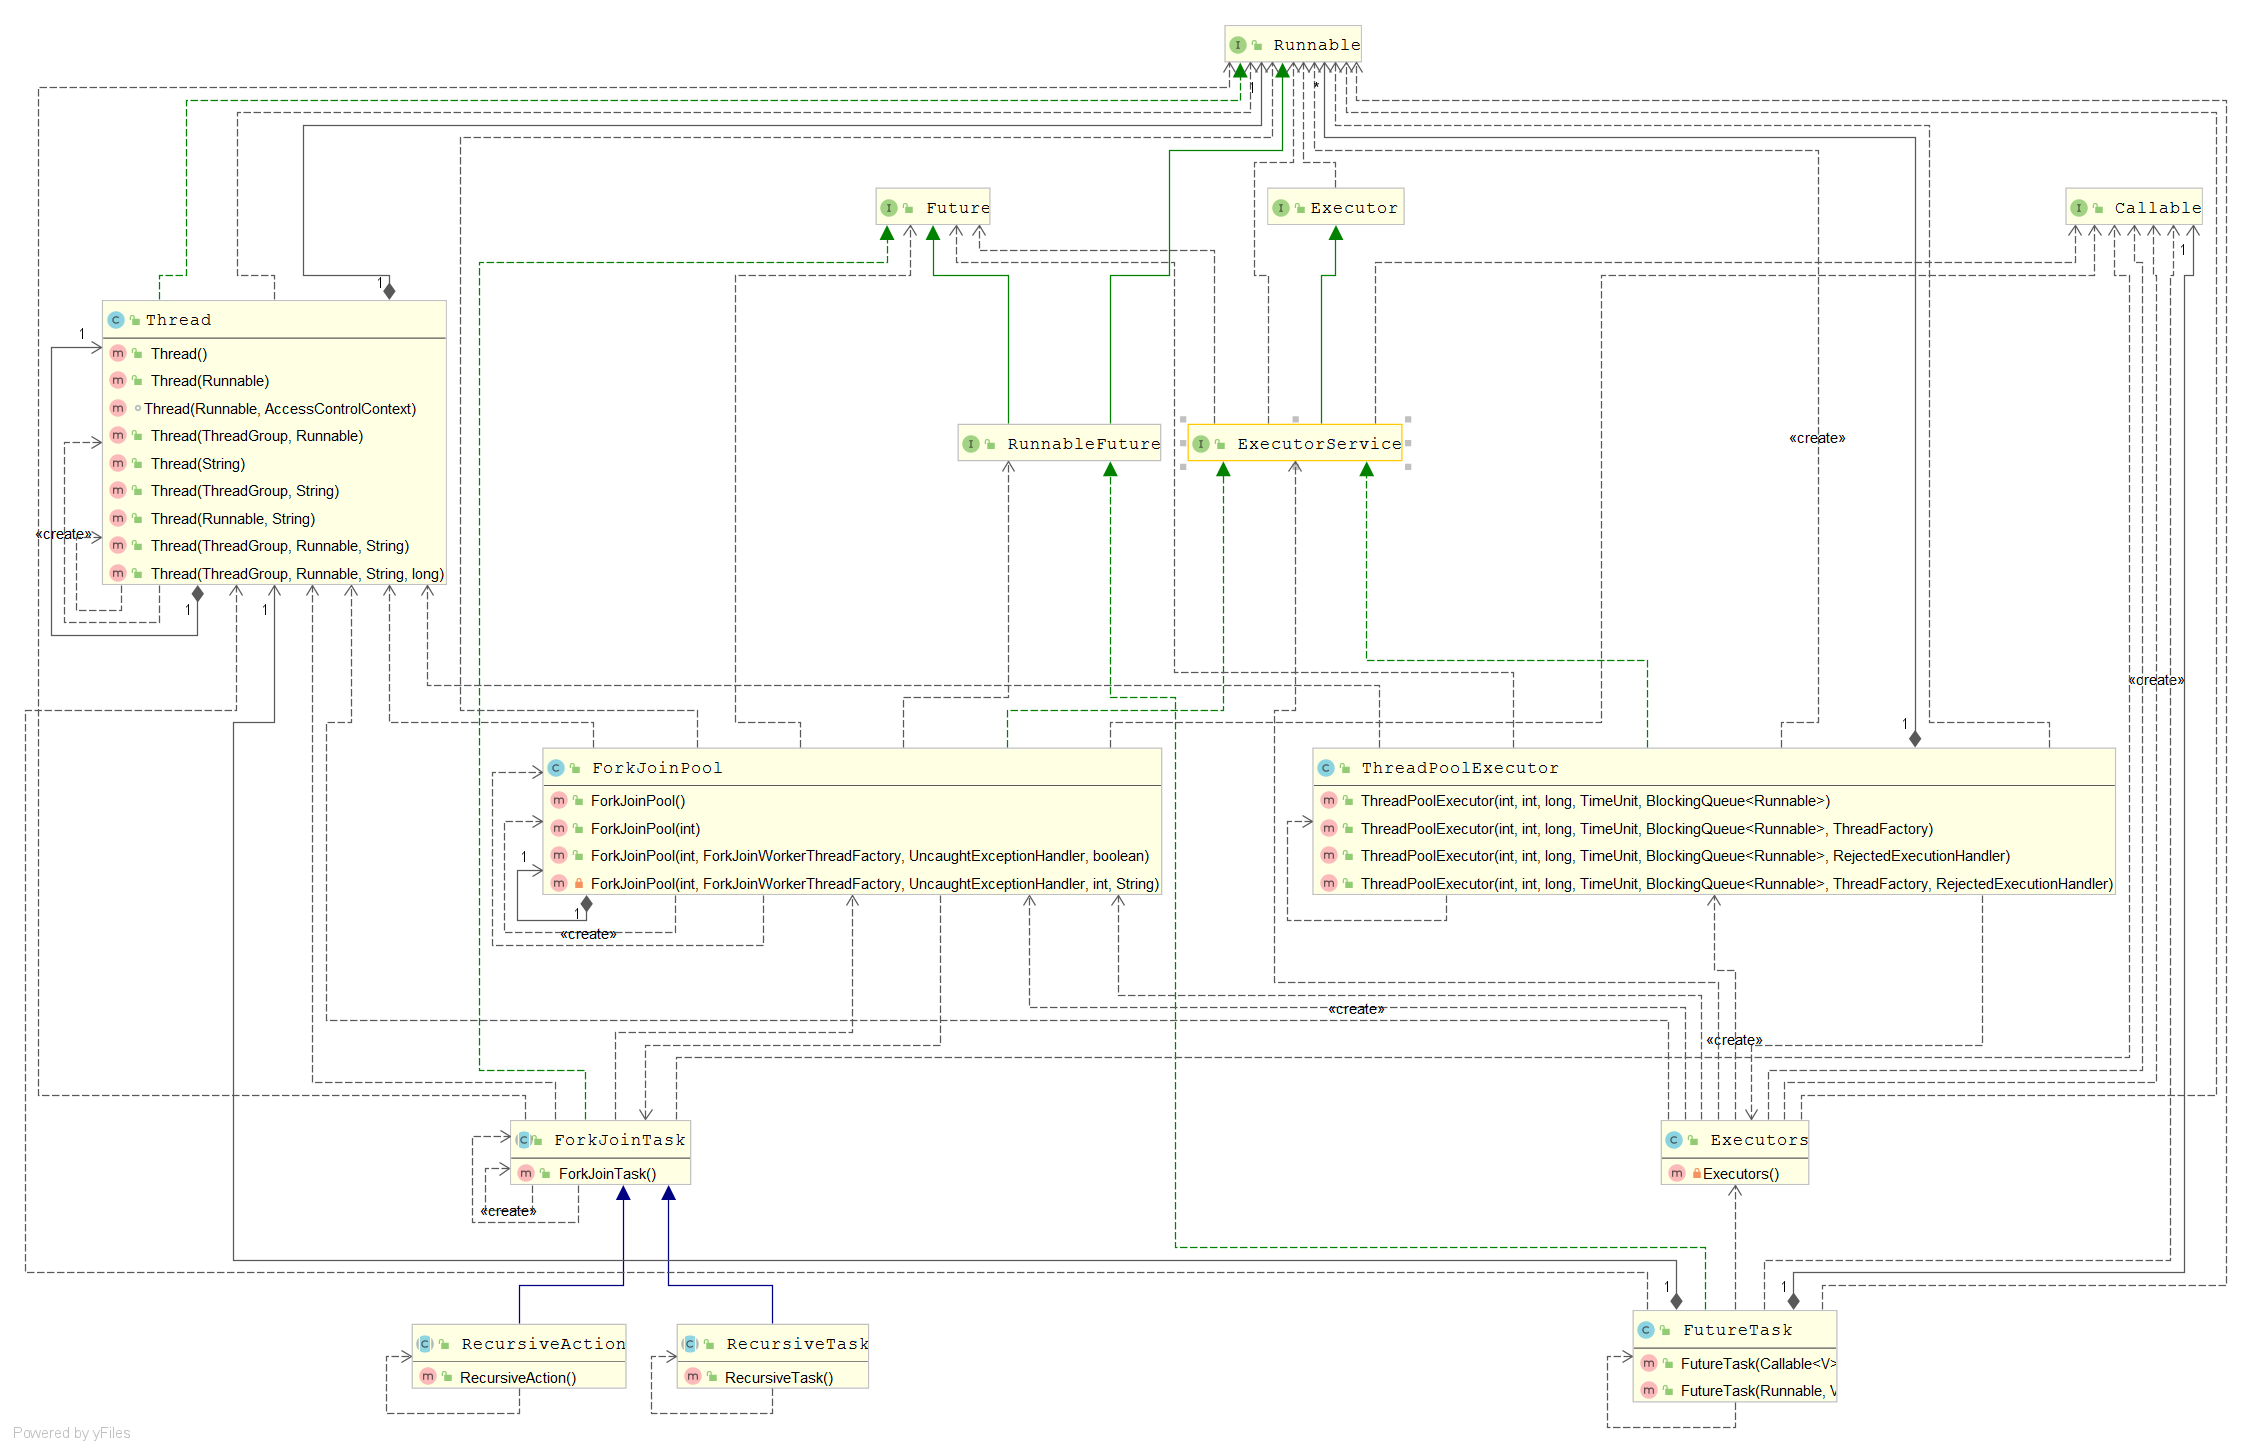 Runnable
1
*
Future
Executor
Callable
1
1
Thread
1
Thread()
Thread(Runnable)
Thread(Runnable, AccessControlContext)
Thread(ThreadGroup, Runnable)
Thread(String)
Thread(ThreadGroup, String)
Thread(Runnable, String)
«create»
Thread(ThreadGroup, Runnable, String)
Thread(ThreadGroup, Runnable, String, long)
1
1
RunnableFuture
ExecutorService
«create»
«create»
1
ForkJoinPool
ForkJoinPool()
ForkJoinPool(int)
ForkJoinPool(int, ForkJoinWorkerThreadFactory, UncaughtExceptionHandler, boolean)
1
ForkJoinPool(int, ForkJoinWorkerThreadFactory, UncaughtExceptionHandler, int, String)
1
«create»
ThreadPoolExecutor
ThreadPoolExecutor(int, int, long, TimeUnit, BlockingQueue<Runnable>)
ThreadPoolExecutor(int, int, long, TimeUnit, BlockingQueue<Runnable>, ThreadFactory)
ThreadPoolExecutor(int, int, long, TimeUnit, BlockingQueue<Runnable>, RejectedExecutionHandler)
ThreadPoolExecutor(int, int, long, TimeUnit, BlockingQueue<Runnable>, ThreadFactory, RejectedExecutionHandler)
«create»
«create»
ForkJoinTask
ForkJoinTask()
«create»
Executors
Executors()
1
1
RecursiveAction
RecursiveAction()
RecursiveTask
RecursiveTask()
FutureTask
FutureTask(Callable<V>
FutureTask(Runnable, V
Powered by yFiles